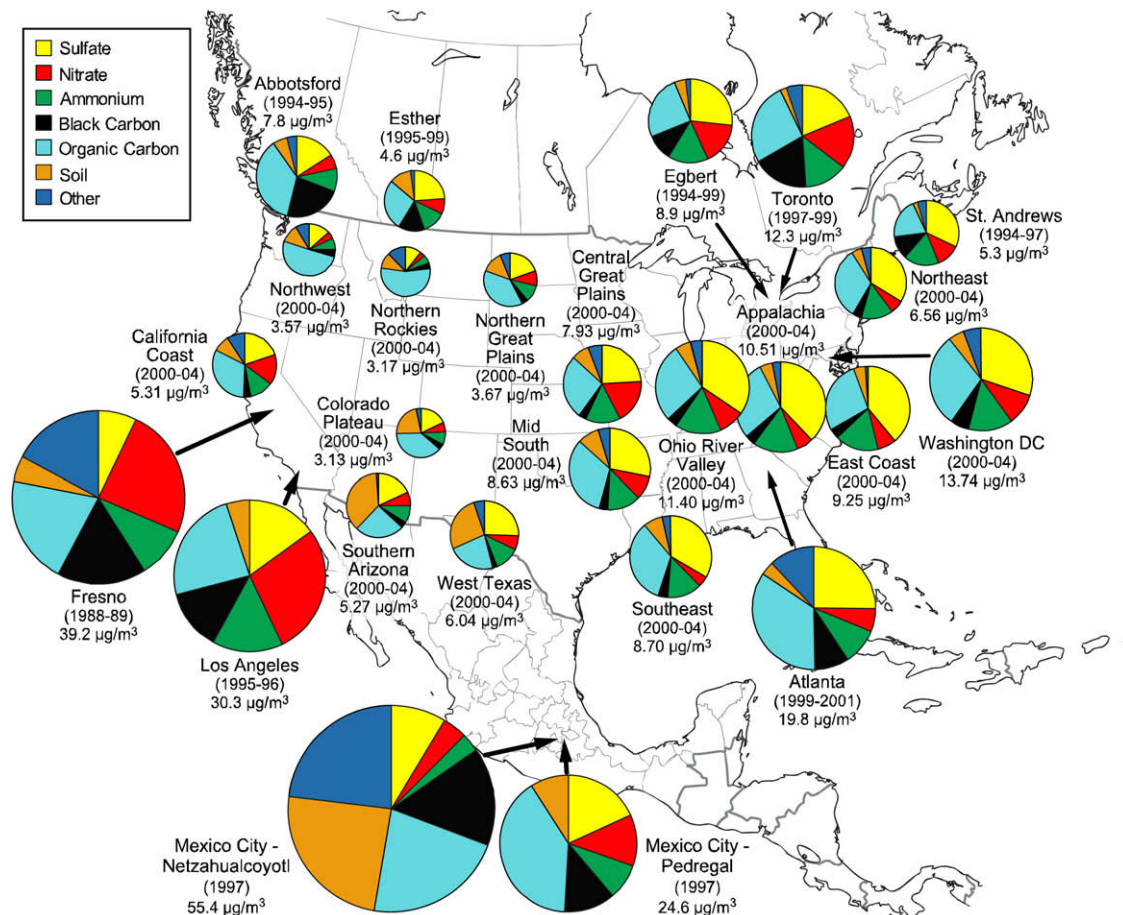 Sulfate
Nitrate
Ammonium
Black Carbon
Organic Carbon
Soil
Other
Abbotsford
(1994-95)
7.8 µg/m³
Esther
(1995-99)
4.6 µg/m³
Egbert
(1994-99)
8.9 µg/m³
Toronto
(1997-99)
12.3 µg/m³
St. Andrews
(1994-97)
5.3 µg/m³
Northwest
(2000-04)
3.57 µg/m³
Northern
Rockies
(2000-04)
3.17 µg/m³
Northern
Great
Plains
(2000-04)
3.67 µg/m³
Central
Great
Plains
(2000-04)
7.93 µg/m³
Appalachia
(2000-04)
10.51 µg/m³
Northeast
(2000-04)
6.56 µg/m³
California
Coast
(2000-04)
5.31 µg/m³
Colorado
Plateau
(2000-04)
3.13 µg/m³
Mid
South
(2000-04)
8.63 µg/m³
Ohio River
Valley
(2000-04)
11.40 µg/m³
East Coast
(2000-04)
9.25 µg/m³
Washington DC
(2000-04)
13.74 µg/m³
Fresno
(1988-89)
39.2 µg/m³
Los Angeles
(1995-96)
30.3 µg/m³
Southern
Arizona
(2000-04)
5.27 µg/m³
West Texas
(2000-04)
6.04 µg/m³
Southeast
(2000-04)
8.70 µg/m³
Atlanta
(1999-2001)
19.8 µg/m³
Mexico City -
Netzahualcoyotl
(1997)
55.4 µg/m³
Mexico City -
Pedregal
(1997)
24.6 µg/m³